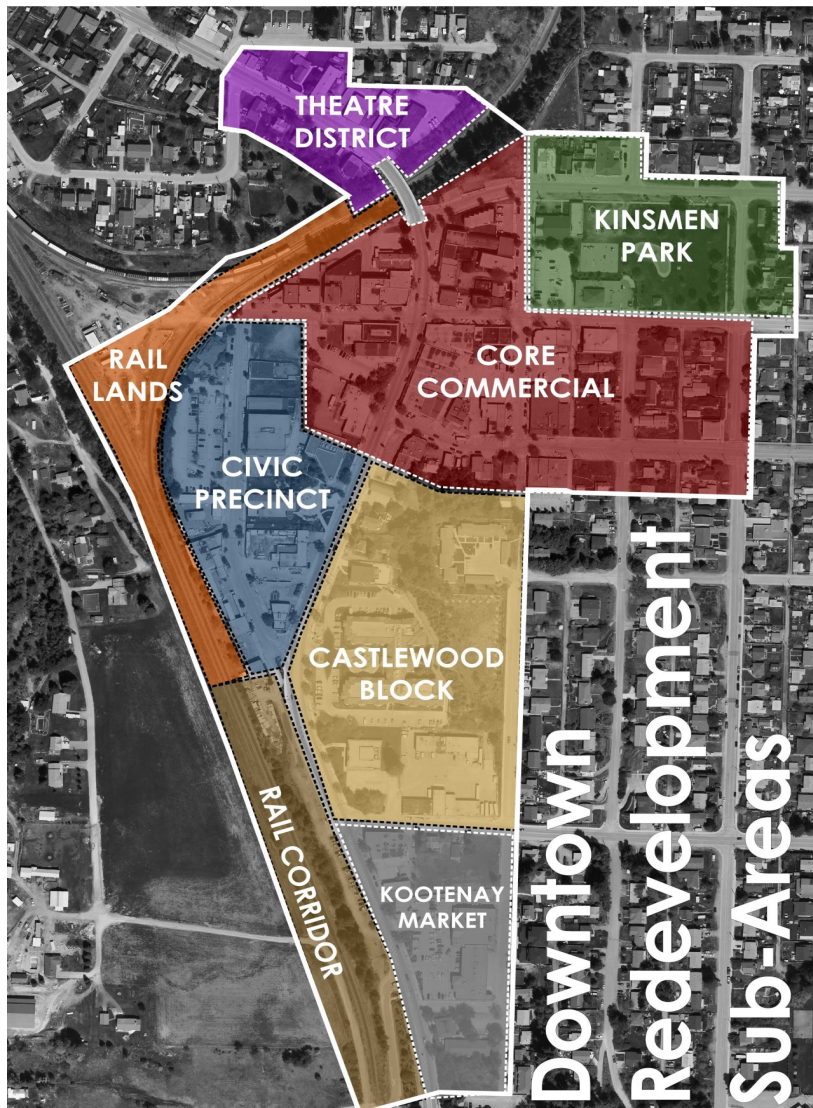 THEATRE
DISTRICT
KINSMEN
PARK
RAIL
LANDS
CORE
COMMERCIAL
CIVIC
PRECINCT
CASTLEWOOD
BLOCK
RAIL CORRIDOR
KOOTENAY
MARKET
Downtown
Redevelopment
Sub-Areas